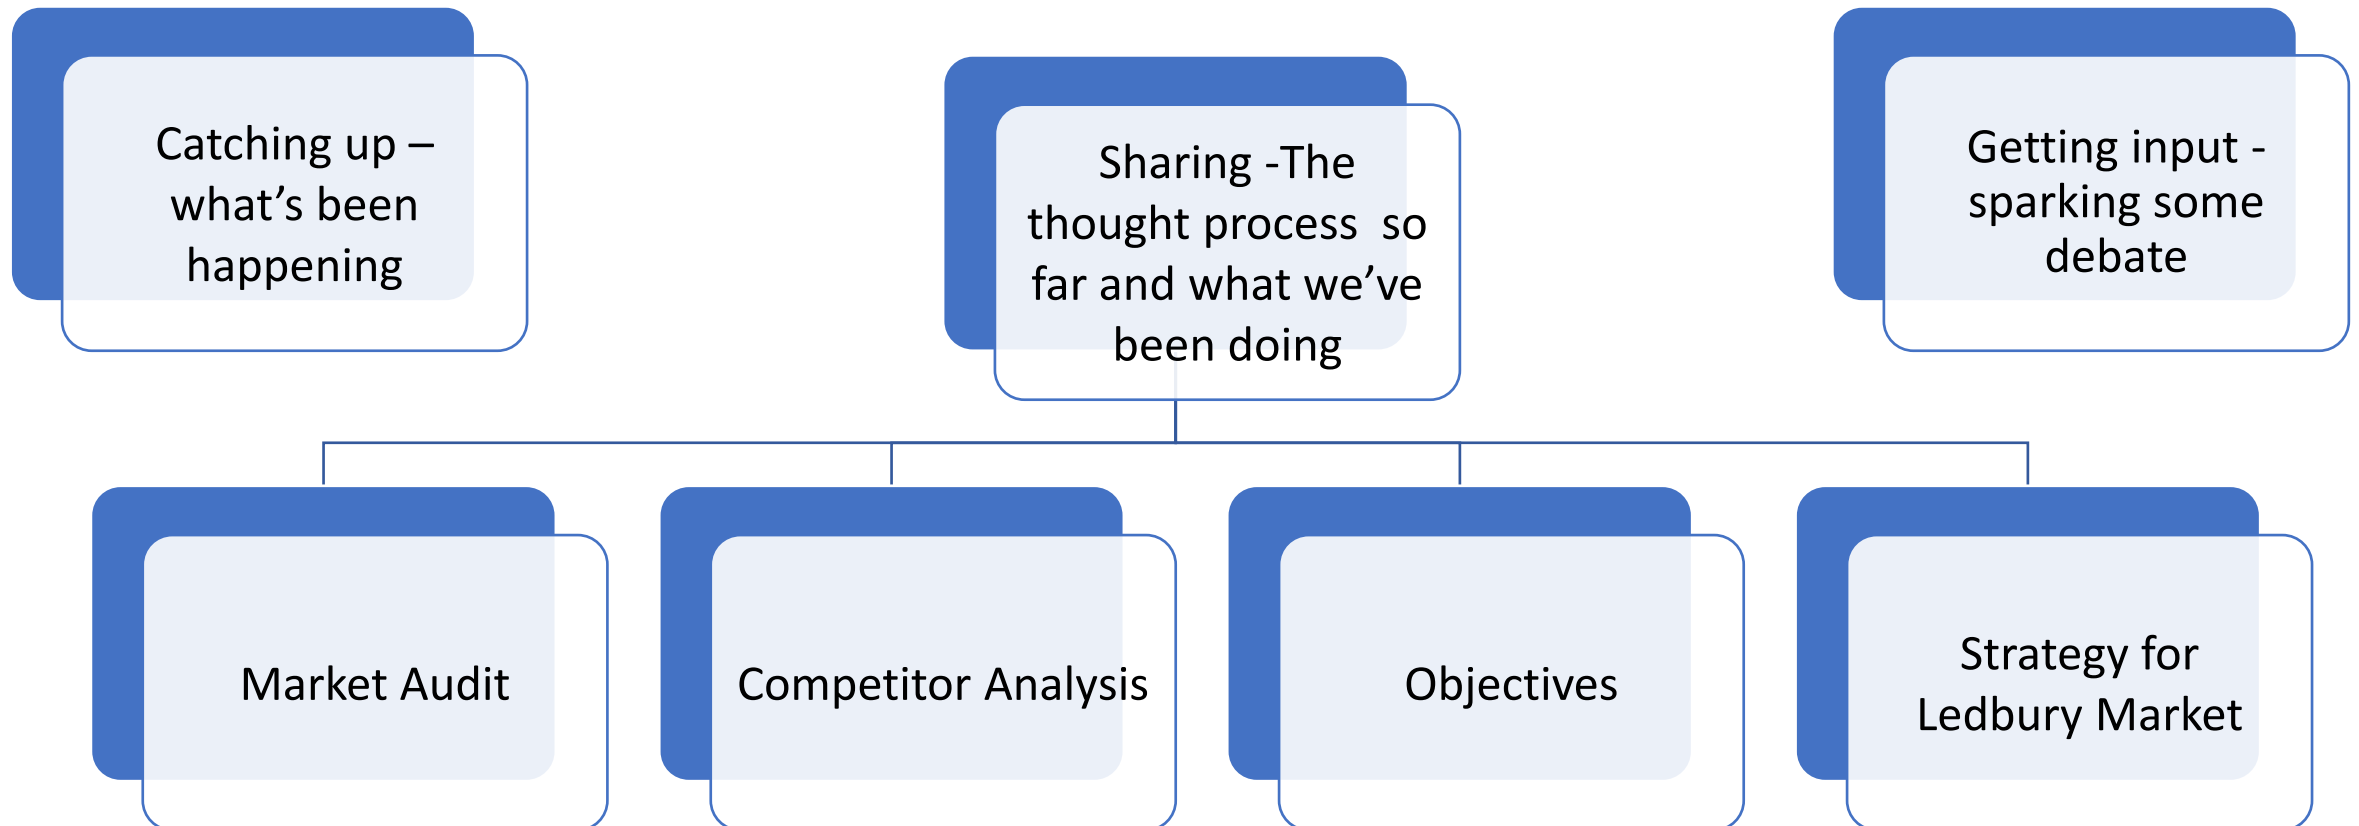 Catching up –
what’s been
happening
Sharing -The
thought process  so
far and what we’ve
been doing
Getting input -
sparking some
debate
Market Audit
Competitor Analysis
Objectives
Strategy for
Ledbury Market